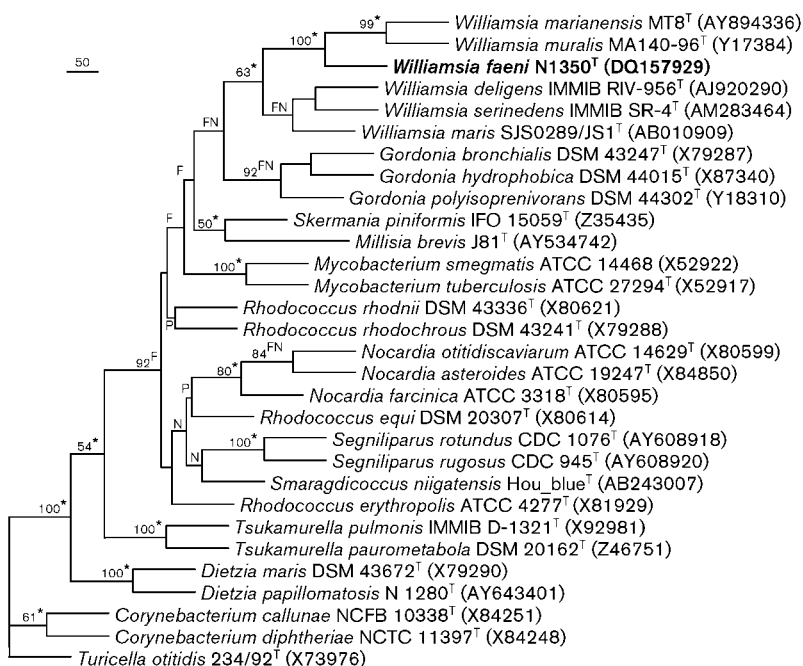 99*
Williamsia marianensis MT8ᵀ (AY894336)
100*
Williamsia muralis MA140-96ᵀ (Y17384)
50
63*
Williamsia faeni N1350ᵀ (DQ157929)
Williamsia deligens IMMIB RIV-956ᵀ (AJ920290)
FN
Williamsia serinedens IMMIB SR-4ᵀ (AM283464)
FN
Williamsia maris SJS0289/JS1ᵀ (AB010909)
Gordonia bronchialis DSM 43247ᵀ (X79287)
92FN
Gordonia hydrophobica DSM 44015ᵀ (X87340)
F
Gordonia polyisoprenivorans DSM 44302ᵀ (Y18310)
F
50*
Skermania piniformis IFO 15059ᵀ (Z35435)
Millisia brevis J81ᵀ (AY534742)
100*
Mycobacterium smegmatis ATCC 14468 (X52922)
Mycobacterium tuberculosis ATCC 27294ᵀ (X52917)
Rhodococcus rhodnii DSM 43336ᵀ (X80621)
P
Rhodococcus rhodochrous DSM 43241ᵀ (X79288)
92F
84FN
Nocardia otitidiscaviarum ATCC 14629ᵀ (X80599)
80*
Nocardia asteroides ATCC 19247ᵀ (X84850)
P
Nocardia farcinica ATCC 3318ᵀ (X80595)
Rhodococcus equi DSM 20307ᵀ (X80614)
N
100*
Segniliparus rotundus CDC 1076ᵀ (AY608918)
54*
N
Segniliparus rugosus CDC 945ᵀ (AY608920)
Smaragdicoccus niigatensis Hou_blueᵀ (AB243007)
Rhodococcus erythropolis ATCC 4277ᵀ (X81929)
100*
100*
Tsukamurella pulmonis IMMIB D-1321ᵀ (X92981)
Tsukamurella paurometabola DSM 20162ᵀ (Z46751)
100*
Dietzia maris DSM 43672ᵀ (X79290)
Dietzia papillomatosis N 1280ᵀ (AY643401)
61*
Corynebacterium callunae NCFB 10338ᵀ (X84251)
Corynebacterium diphtheriae NCTC 11397ᵀ (X84248)
Turicella otitidis 234/92ᵀ (X73976)